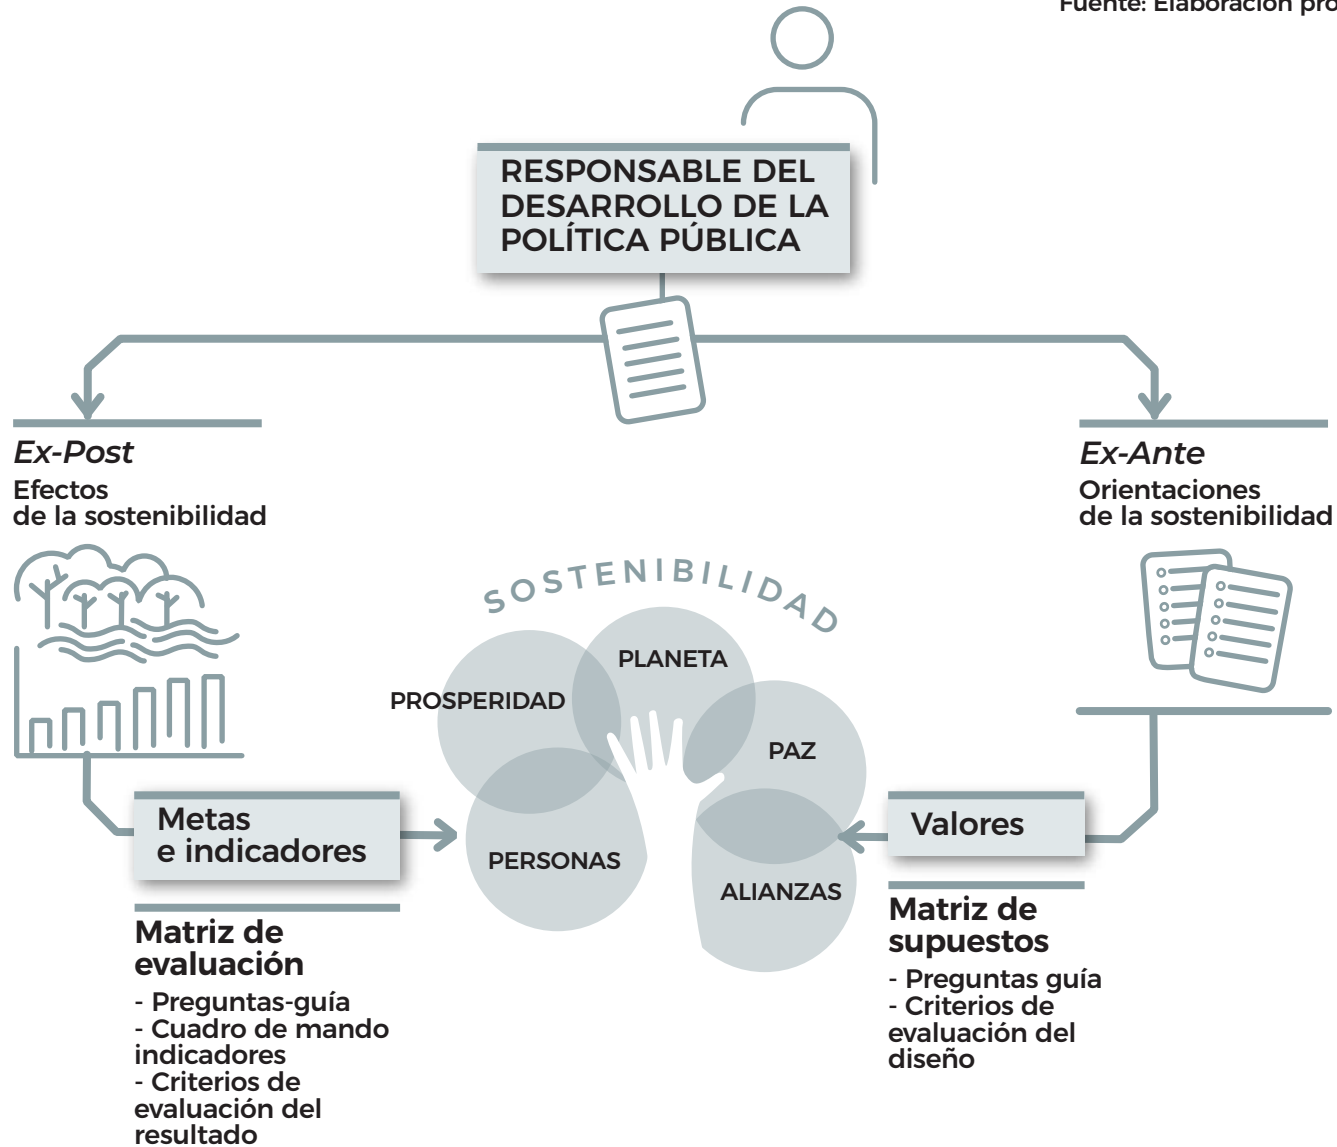 Fuente: Elaboración pro
RESPONSABLE DEL
DESARROLLO DE LA
POLÍTICA PÚBLICA
Ex-Post
Efectos
de la sostenibilidad
Ex-Ante
Orientaciones
de la sostenibilidad
SOSTENIBILIDAD
PLANETA
PROSPERIDAD
PAZ
PERSONAS
ALIANZAS
Metas
e indicadores
Matriz de
evaluación
- Preguntas-guía
- Cuadro de mando
indicadores
- Criterios de
evaluación del
resultado
Valores
Matriz de
supuestos
- Preguntas guía
- Criterios de
evaluación del
diseño